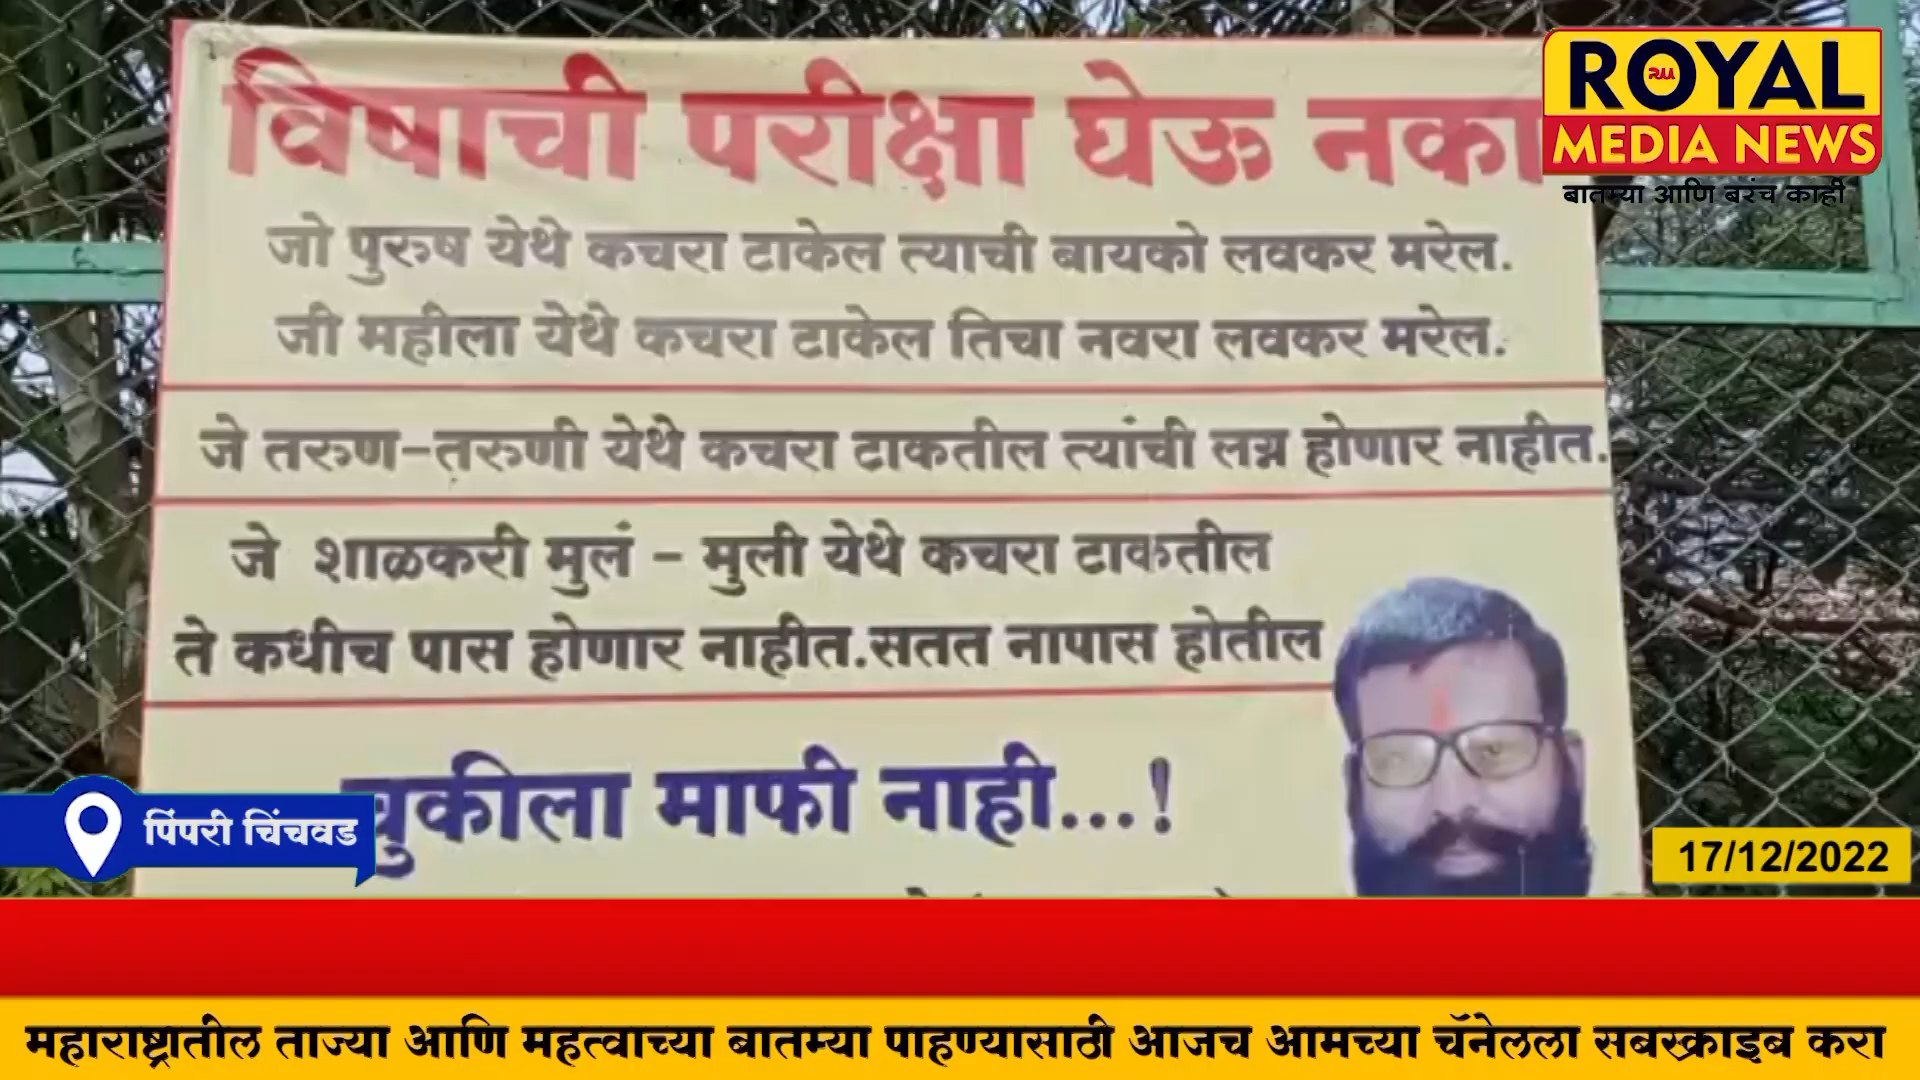 विषाची परीक्षा घेऊ नका
ROYAL
MEDIA NEWS
बातम्या आणि बरंच काही
जो पुरुष येथे कचरा टाकेल त्याची बायको लवकर मरेल.
जी महीला येथे कचरा टाकेल तिचा नवरा लवकर मरेल.
जे तरुण-तरुणी येथे कचरा टाकतील त्यांची लग्न होणार नाहीत.
जे शाळकरी मुलं - मुली येथे कचरा टाकतील
ते कधीच पास होणार नाहीत.सतत नापास होतील
चुकीला माफी नाही...!
पिंपरी चिंचवड
17/12/2022
महाराष्ट्रातील ताज्या आणि महत्वाच्या बातम्या पाहण्यासाठी आजच आमच्या चॅनेलला सबस्क्राइब करा